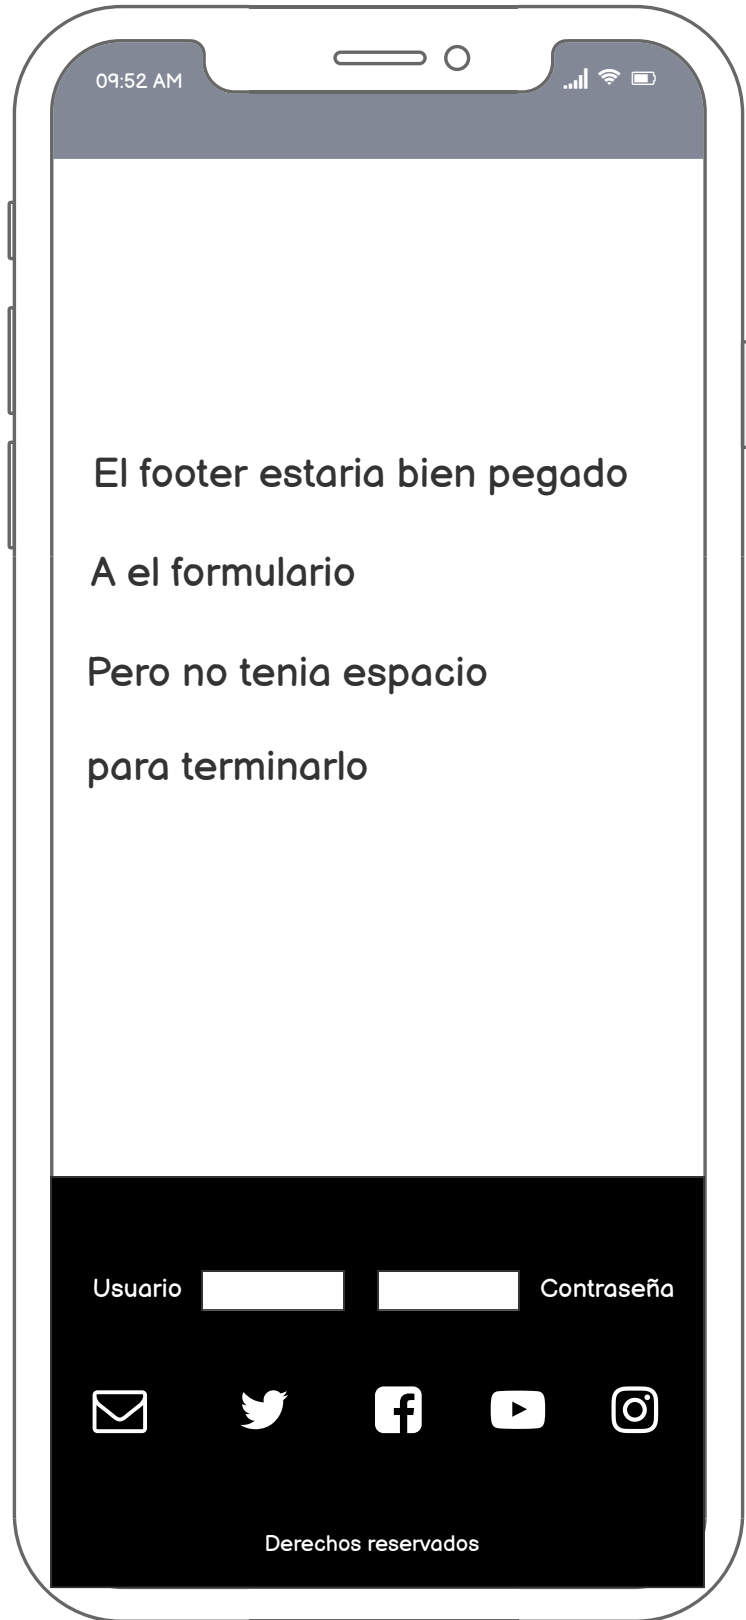 09:52 AM
El footer estaria bien pegado
A el formulario
Pero no tenia espacio
para terminarlo
Usuario Contraseña
Derechos reservados